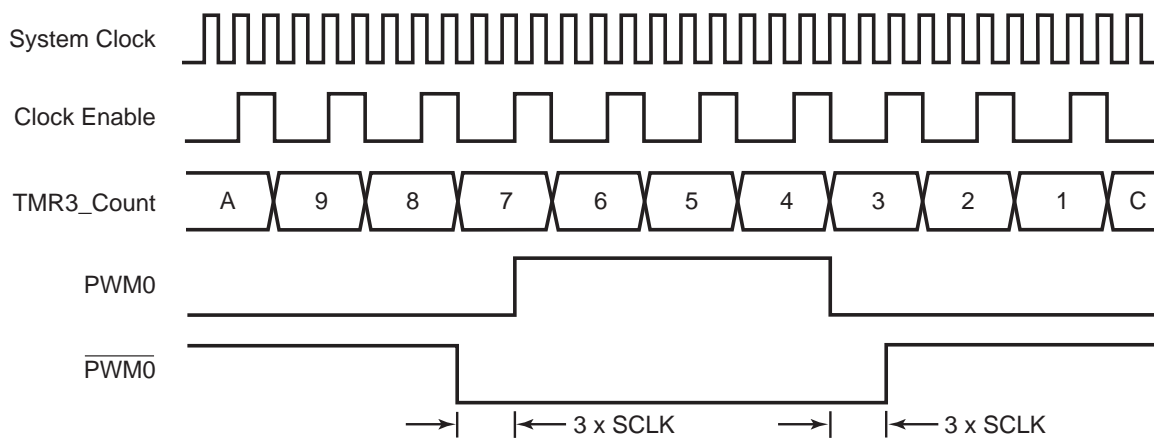 System Clock
Clock Enable
TMR3_Count A 9 8 7 6 5 4 3 2 1 C
PWM0
PWM0
3 x SCLK 3 x SCLK